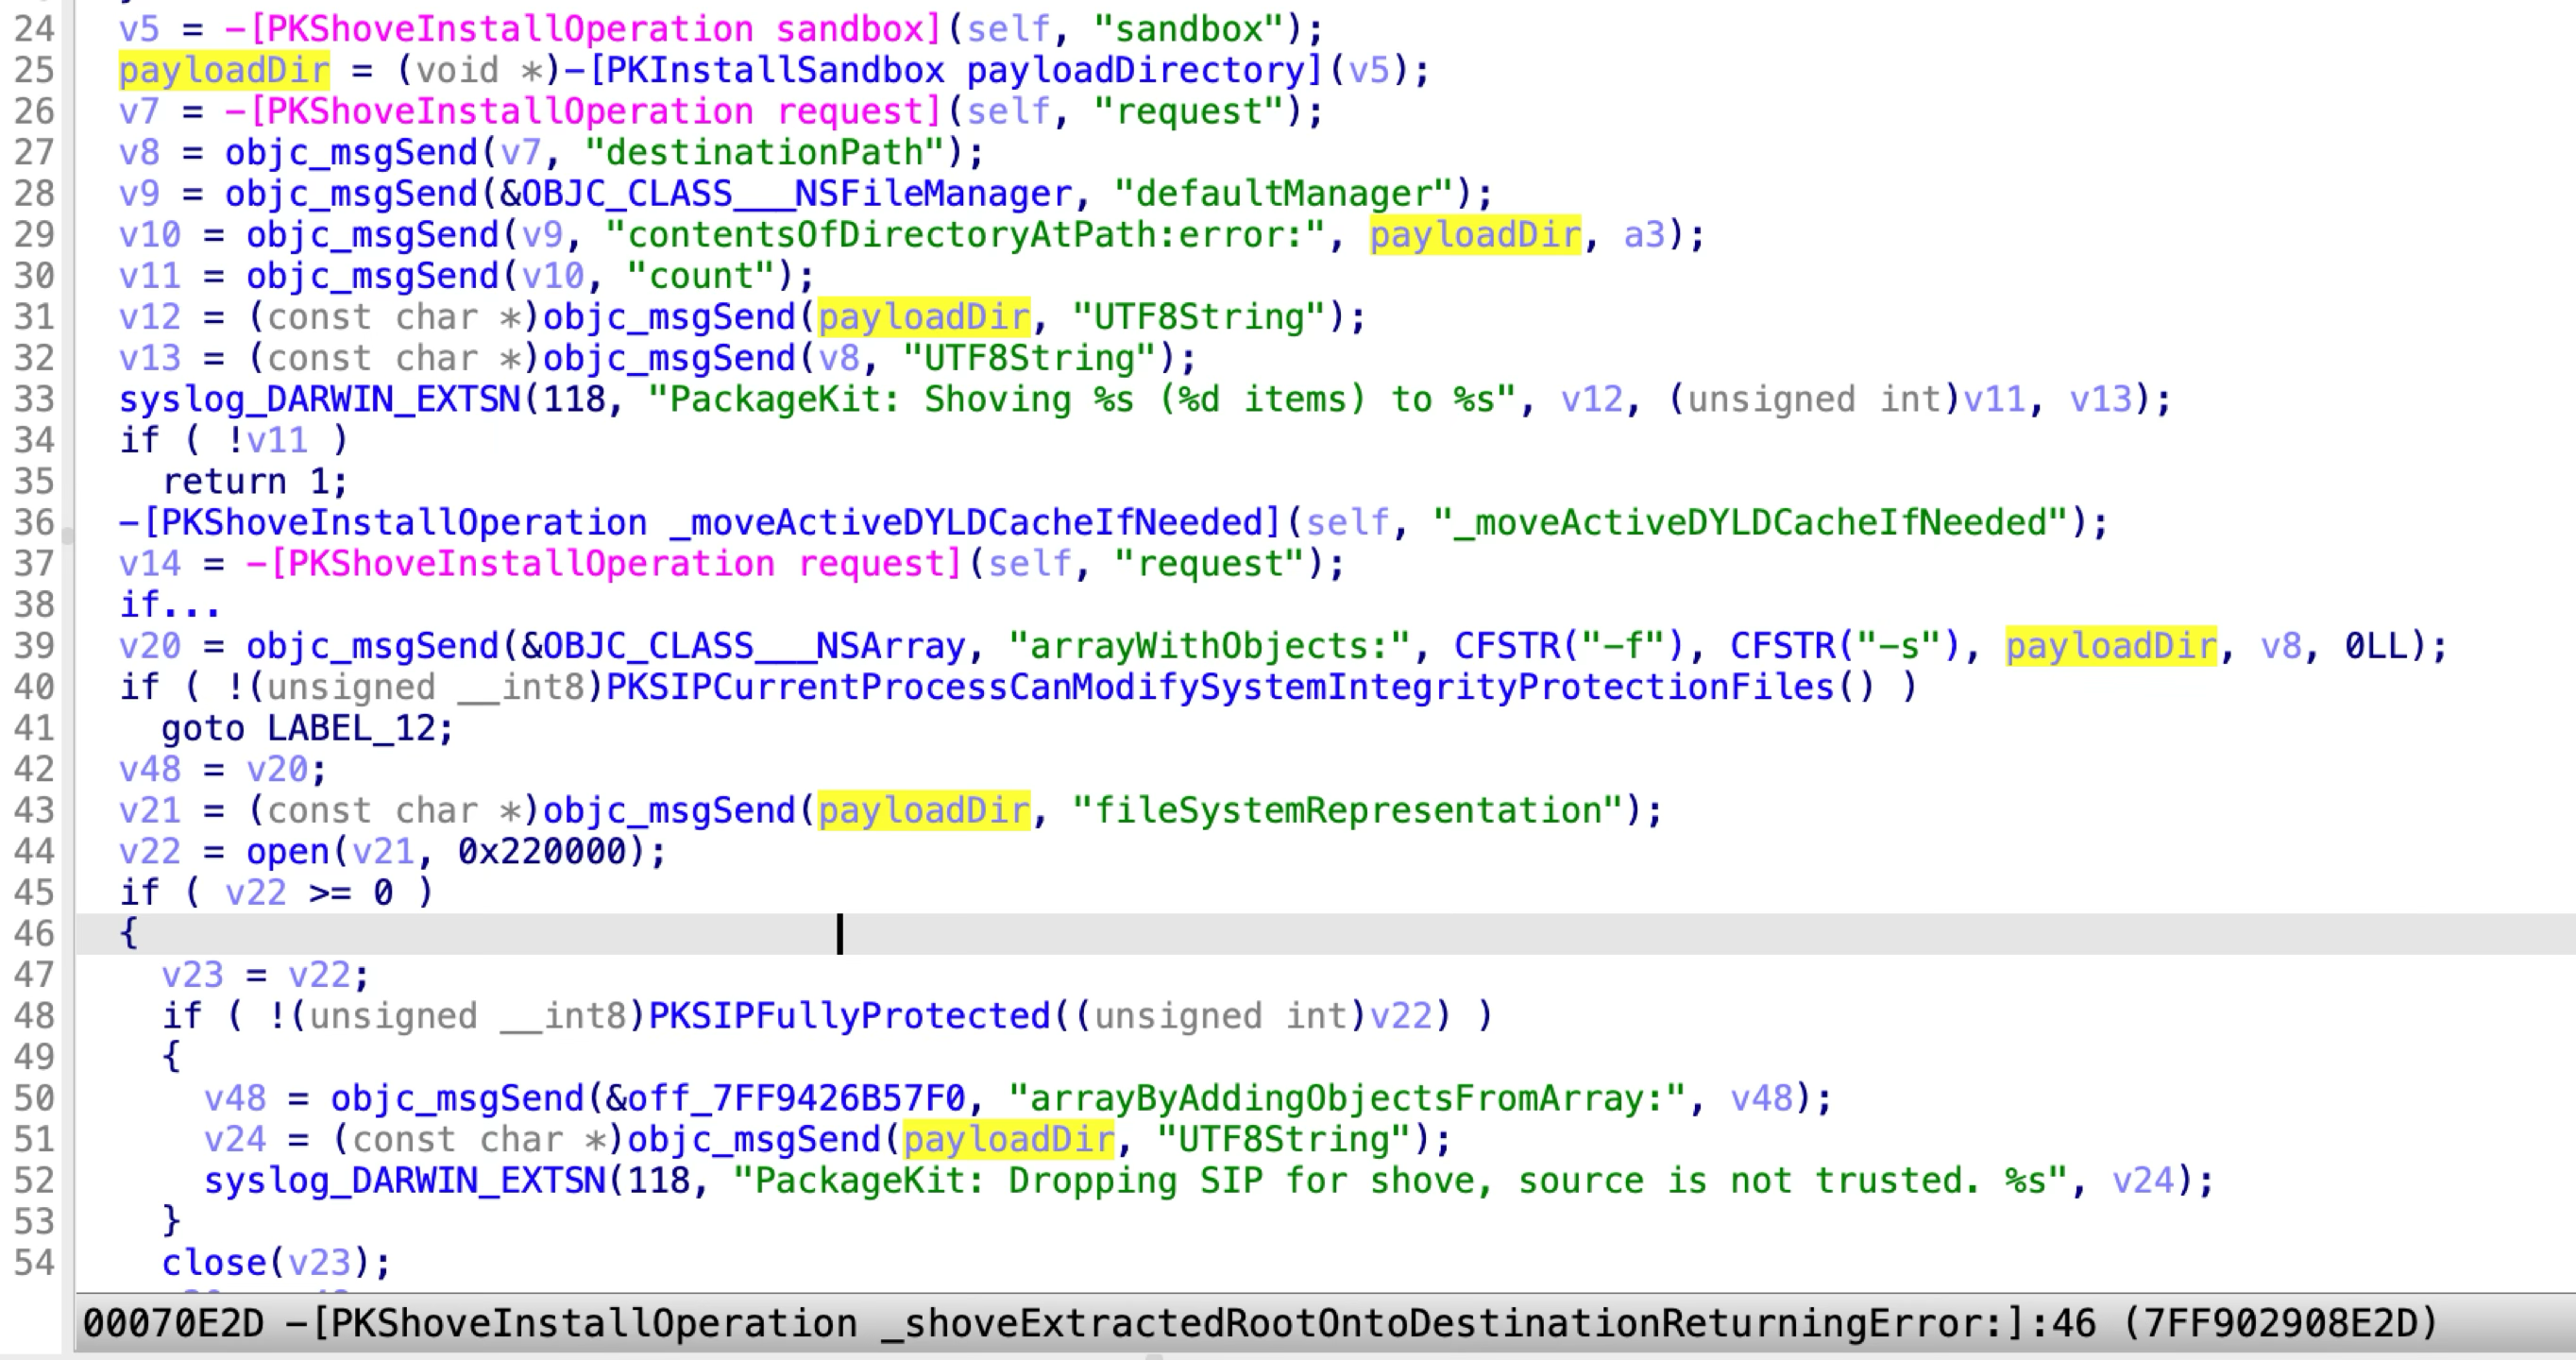 24 v5 = -[PKShoveInstallOperation sandbox](self, "sandbox");
25 payloadDir = (void *)-[PKInstallSandbox payloadDirectory](v5);
26 v7 = -[PKShoveInstallOperation request](self, "request");
27 v8 = objc_msgSend(v7, "destinationPath");
28 v9 = objc_msgSend(&OBJC_CLASS___NSFileManager, "defaultManager");
29 v10 = objc_msgSend(v9, "contentsOfDirectoryAtPath:error:", payloadDir, a3);
30 v11 = objc_msgSend(v10, "count");
31 v12 = (const char *)objc_msgSend(payloadDir, "UTF8String");
32 v13 = (const char *)objc_msgSend(v8, "UTF8String");
33 syslog_DARWIN_EXTSN(118, "PackageKit: Shoving %s (%d items) to %s", v12, (unsigned int)v11, v13);
34 if ( !v11 )
35 return 1;
36 -[PKShoveInstallOperation _moveActiveDYLDCacheIfNeeded](self, "_moveActiveDYLDCacheIfNeeded");
37 v14 = -[PKShoveInstallOperation request](self, "request");
38 if...
39 v20 = objc_msgSend(&OBJC_CLASS___NSArray, "arrayWithObjects:", CFSTR("-f"), CFSTR("-s"), payloadDir, v8, 0LL);
40 if ( !(unsigned __int8)PKSIPCurrentProcessCanModifySystemIntegrityProtectionFiles() )
41 goto LABEL_12;
42 v48 = v20;
43 v21 = (const char *)objc_msgSend(payloadDir, "fileSystemRepresentation");
44 v22 = open(v21, 0x220000);
45 if ( v22 >= 0 )
46 {
47 v23 = v22;
48 if ( !(unsigned __int8)PKSIPFullyProtected((unsigned int)v22) )
49 {
50 v48 = objc_msgSend(&off_7FF9426B57F0, "arrayByAddingObjectsFromArray:", v48);
51 v24 = (const char *)objc_msgSend(payloadDir, "UTF8String");
52 syslog_DARWIN_EXTSN(118, "PackageKit: Dropping SIP for shove, source is not trusted. %s", v24);
53 }
54 close(v23);
00070E2D -[PKShoveInstallOperation _shoveExtractedRootOntoDestinationReturningError:]:46 (7FF902908E2D)